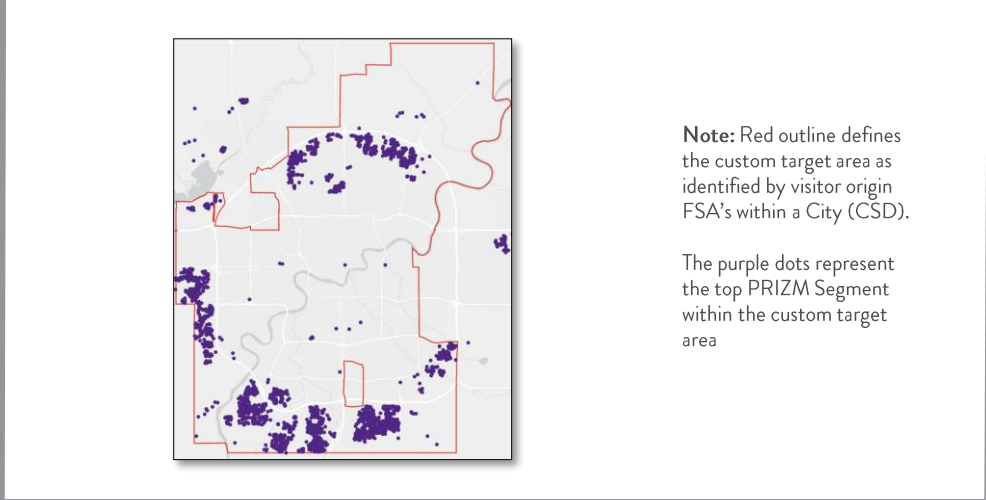 Note: Red outline defines
the custom target area as
identified by visitor origin
FSA's within a City (CSD).
The purple dots represent
the top PRIZM Segment
within the custom target
area